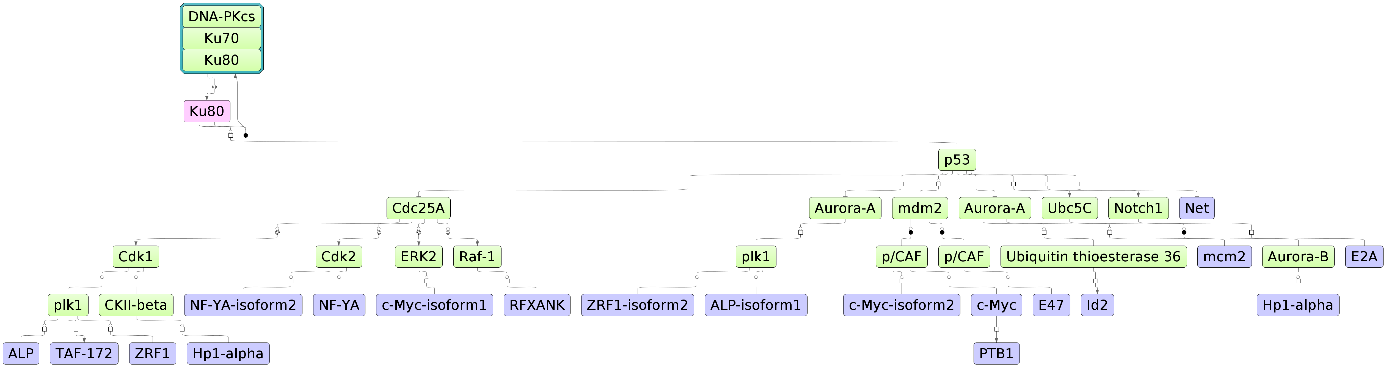 DNA-PKcs
Ku70
Ku80
Ku80
p53
Cdc25A
Aurora-A
mdm2
Aurora-A
Ubc5C
Notch1
Net
Cdk1
Cdk2
ERK2
Raf-1
plk1
p/CAF
p/CAF
Ubiquitin thioesterase 36
mcm2
Aurora-B
E2A
plk1
CKII-beta
NF-YA-isoform2
NF-YA
c-Myc-isoform1
RFXANK
ZRF1-isoform2
ALP-isoform1
c-Myc-isoform2
c-Myc
E47
Id2
Hp1-alpha
ALP
TAF-172
ZRF1
Hp1-alpha
PTB1